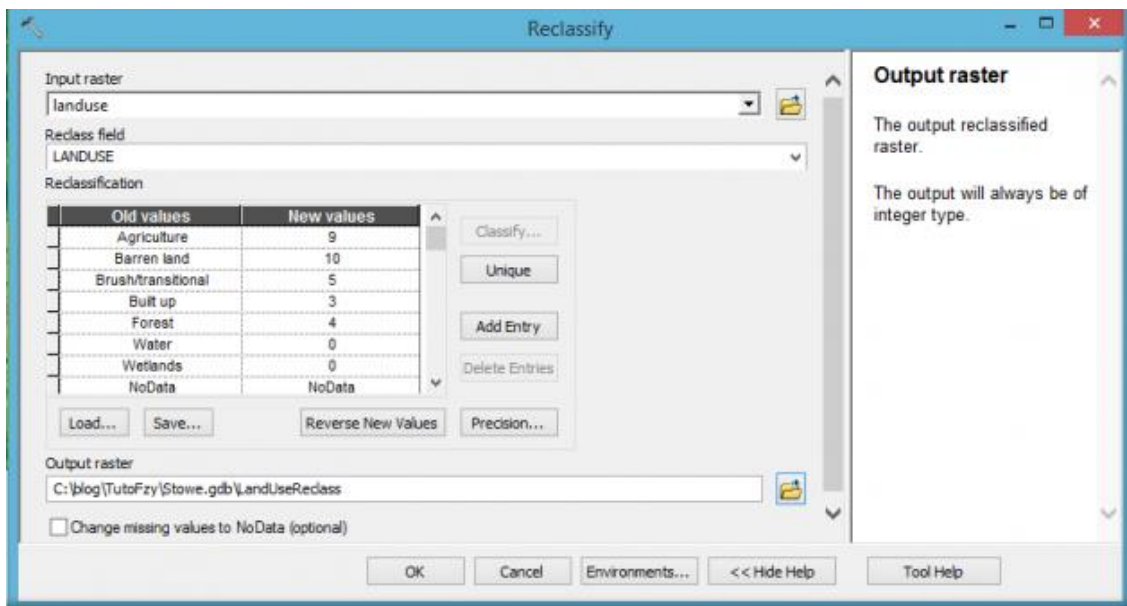 Reclassify
Input raster
landuse
Reclass field
LANDUSE
Reclassification
Old values New values
Agriculture 9
Barren land 10
Brush/transitional 5
Built up 3
Forest 4
Water 0
Wetlands 0
NoData NoData
Classify...
Unique
Add Entry
Delete Entries
Load... Save... Reverse New Values Precision...
Output raster
C:\blog\TutoFzy\Stowe.gdb\LandUseReclass
Change missing values to NoData (optional)
OK Cancel Environments... << Hide Help Tool Help
Output raster
The output reclassified
raster.
The output will always be of
integer type.